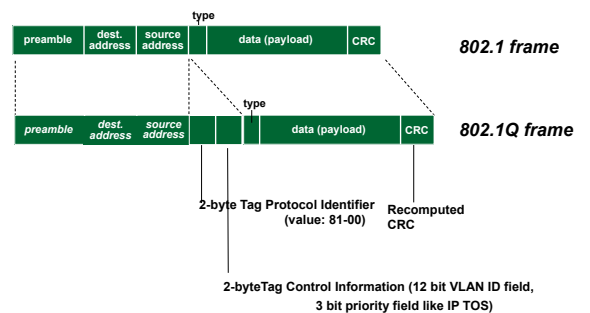 type
preamble
dest. address
source address
data (payload)
CRC
802.1 frame
type
preamble
dest. address
source address
data (payload)
CRC
802.1Q frame
2-byte Tag Protocol Identifier
(value: 81-00)
Recomputed
CRC
2-byteTag Control Information (12 bit VLAN ID field,
3 bit priority field like IP TOS)